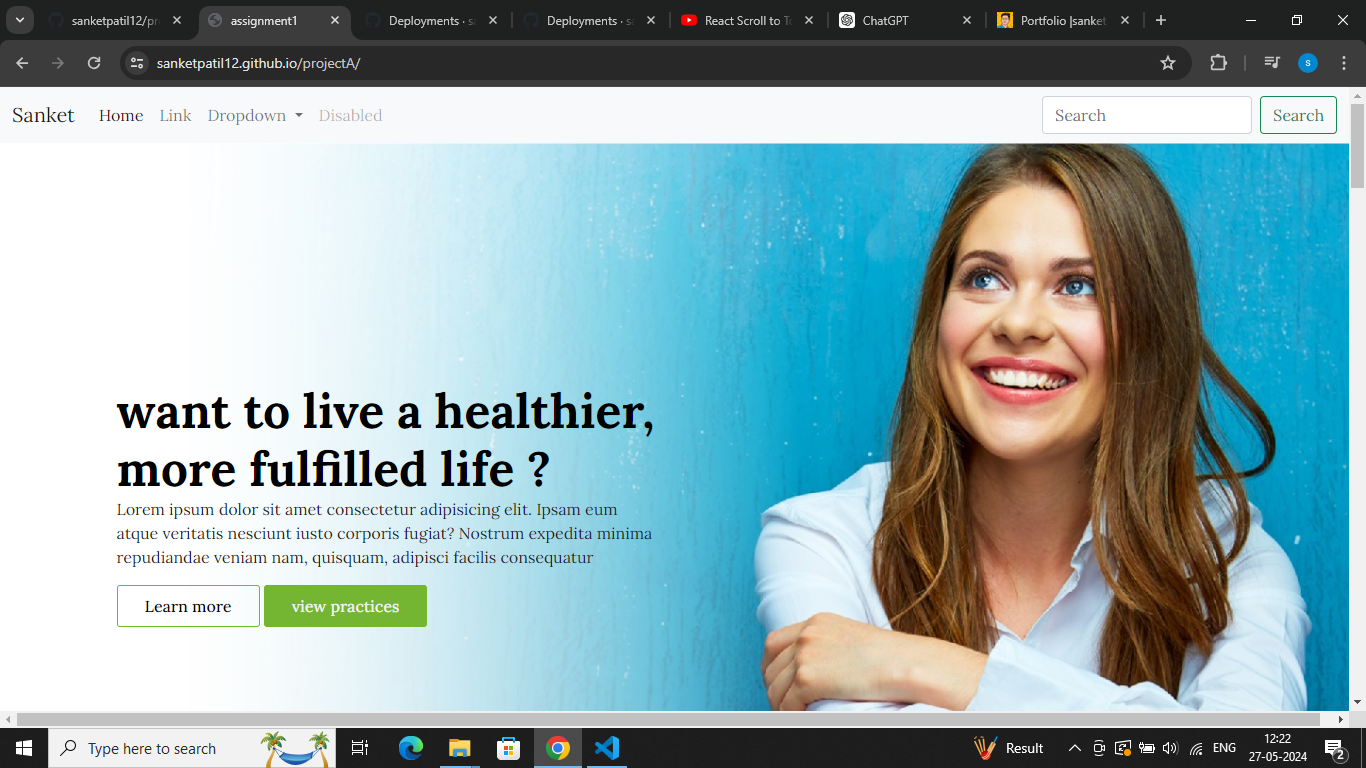 sanketpatil12/pr
assignment1
Deployments · sa
Deployments · sa
React Scroll to To
ChatGPT
Portfolio |sanket
sanketpatil12.github.io/projectA/
s
Sanket Home Link Dropdown Disabled Search Search
want to live a healthier,
more fulfilled life ?
Lorem ipsum dolor sit amet consectetur adipisicing elit. Ipsam eum
atque veritatis nesciunt iusto corporis fugiat? Nostrum expedita minima
repudiandae veniam nam, quisquam, adipisci facilis consequatur
Learn more view practices
Type here to search
Result
ENG
12:22
27-05-2024
2